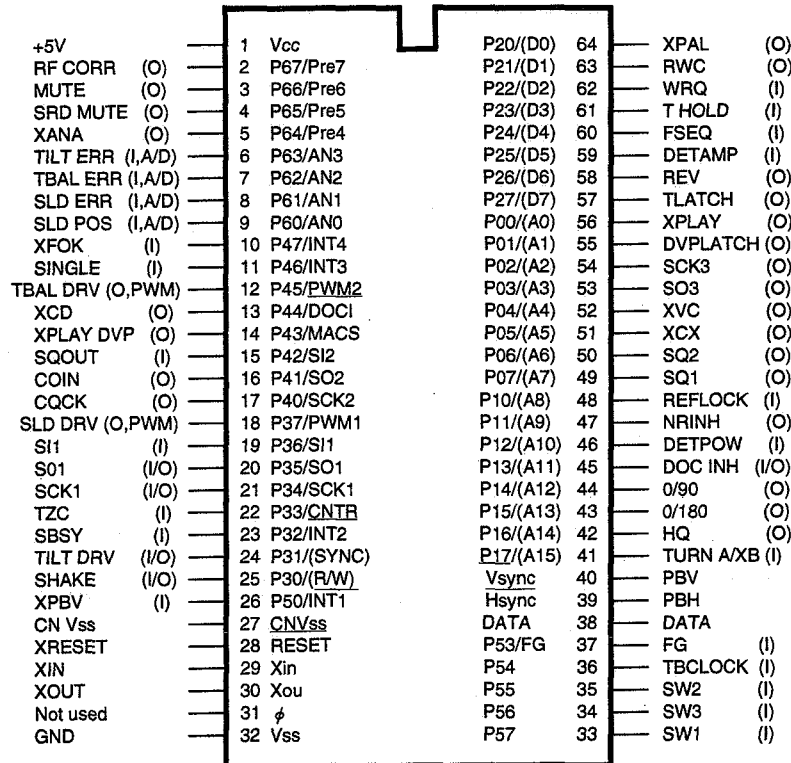 +5V 1 Vcc P20/(D0) 64 XPAL (O)
RF CORR (O) 2 P67/Pre7 P21/(D1) 63 RWC (O)
MUTE (O) 3 P66/Pre6 P22/(D2) 62 WRQ (I)
SRD MUTE (O) 4 P65/Pre5 P23/(D3) 61 T HOLD (I)
XANA (O) 5 P64/Pre4 P24/(D4) 60 FSEQ (I)
TILT ERR (I,A/D) 6 P63/AN3 P25/(D5) 59 DETAMP (I)
TBAL ERR (I,A/D) 7 P62/AN2 P26/(D6) 58 REV (O)
SLD ERR (I,A/D) 8 P61/AN1 P27/(D7) 57 TLATCH (O)
SLD POS (I,A/D) 9 P60/AN0 P00/(A0) 56 XPLAY (O)
XFOK (I) 10 P47/INT4 P01/(A1) 55 DVPLATCH (O)
SINGLE (I) 11 P46/INT3 P02/(A2) 54 SCK3 (O)
TBAL DRV (O,PWM) 12 P45/PWM2 P03/(A3) 53 SO3 (O)
XCD (O) 13 P44/DOCI P04/(A4) 52 XVC (O)
XPLAY DVP (O) 14 P43/MACS P05/(A5) 51 XCX (O)
SQOUT (I) 15 P42/SI2 P06/(A6) 50 SQ2 (O)
COIN (O) 16 P41/SO2 P07/(A7) 49 SQ1 (O)
CQCK (O) 17 P40/SCK2 P10/(A8) 48 REFLOCK (I)
SLD DRV (O,PWM) 18 P37/PWM1 P11/(A9) 47 NRINH (O)
SI1 (I) 19 P36/SI1 P12/(A10) 46 DETPOW (I)
S01 (I/O) 20 P35/SO1 P13/(A11) 45 DOC INH (I/O)
SCK1 (I/O) 21 P34/SCK1 P14/(A12) 44 0/90 (O)
TZC (I) 22 P33/CNTR P15/(A13) 43 0/180 (O)
SBSY (I) 23 P32/INT2 P16/(A14) 42 HQ (O)
TILT DRV (I/O) 24 P31/(SYNC) P17/(A15) 41 TURN A/XB (I)
SHAKE (I/O) 25 P30/(R/W) Vsync 40 PBV
XPBV (I) 26 P50/INT1 Hsync 39 PBH
CN Vss 27 CNVss DATA 38 DATA
XRESET 28 RESET P53/FG 37 FG (I)
XIN 29 Xin P54 36 TBCLOCK (I)
XOUT 30 Xou P55 35 SW2 (I)
Not used 31 ϕ P56 34 SW3 (I)
GND 32 Vss P57 33 SW1 (I)